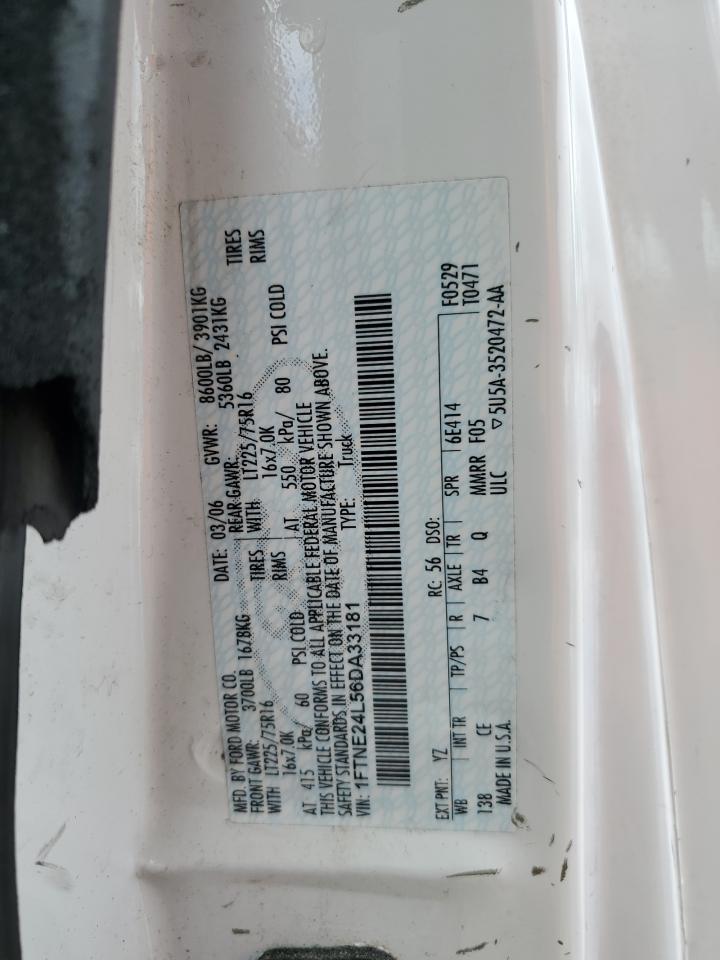 MFD. BY FORD MOTOR CO.
DATE: 03/06 GVWR: 8600LB/ 3901KG
FRONT GAWR: 3700LB 1678KG REAR GAWR: 5360LB 2431KG
WITH LT225/75R16 TIRES WITH LT225/75R16 TIRES
16x7.0K RIMS 16x7.0K RIMS
AT 415 kPa/ 60 PSI COLD AT 550 kPa/ 80 PSI COLD
THIS VEHICLE CONFORMS TO ALL APPLICABLE FEDERAL MOTOR VEHICLE
SAFETY STANDARDS IN EFFECT ON THE DATE OF MANUFACTURE SHOWN ABOVE.
VIN: 1FTNE24L56DA33181 TYPE: Truck
EXT PNT: YZ RC: 56 DSO: F0529
WB INT TR TP/PS R AXLE TR SPR 6E414 T0471
138 CE 7 B4 Q MMRR F05
MADE IN U.S.A. ULC ▽5U5A-3520472-AA